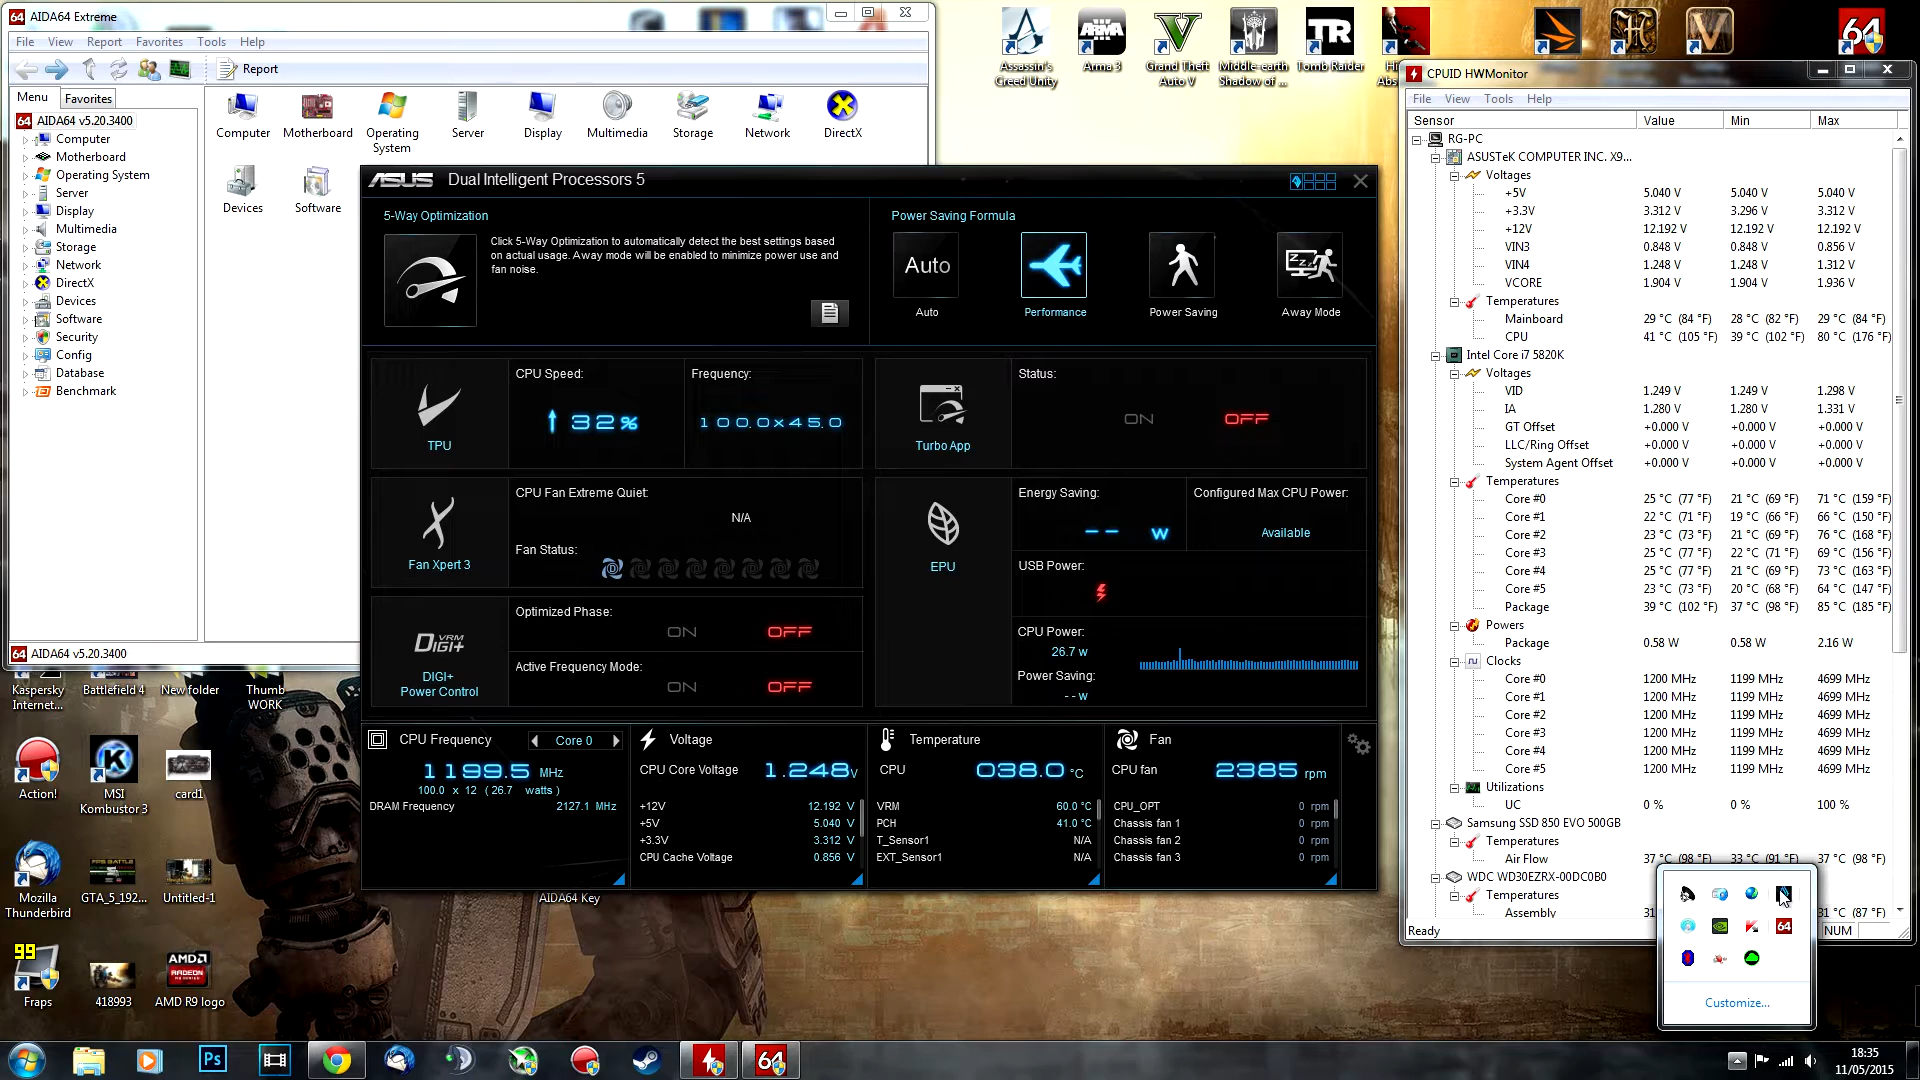 AIDA64 Extreme
File View Report Favorites Tools Help
Report
Menu Favorites
AIDA64 v5.20.3400
Computer
Motherboard
Operating System
Server
Display
Multimedia
Storage
Network
DirectX
Devices
Software
Security
Config
Database
Benchmark
Computer Motherboard Operating System Server Display Multimedia Storage Network DirectX
Devices Software
AIDA64 v5.20.3400
Assassin's Creed Unity
Arma 3
Grand Theft Auto V
Middle-earth Shadow of ...
Tomb Raider
ASUS Dual Intelligent Processors 5
5-Way Optimization
Click 5-Way Optimization to automatically detect the best settings based
on actual usage. Away mode will be enabled to minimize power use and
fan noise.
Power Saving Formula
Auto
Auto Performance Power Saving Away Mode
TPU
CPU Speed:
32%
Frequency:
100.0x45.0
Turbo App
Status:
ON OFF
Fan Xpert 3
CPU Fan Extreme Quiet:
N/A
Fan Status:
EPU
Energy Saving:
-- w
Configured Max CPU Power:
Available
USB Power:
CPU Power:
26.7 w
Power Saving:
-- w
DIGI+ VRM
DIGI+
Power Control
Optimized Phase:
ON OFF
Active Frequency Mode:
ON OFF
CPU Frequency Core 0
1199.5 MHz
100.0 x 12 ( 26.7 watts )
DRAM Frequency 2127.1 MHz
Voltage
CPU Core Voltage 1.248V
+12V 12.192 V
+5V 5.040 V
+3.3V 3.312 V
CPU Cache Voltage 0.856 V
Temperature
CPU 038.0 °C
VRM 60.0 °C
PCH 41.0 °C
T_Sensor1 N/A
EXT_Sensor1 N/A
Fan
CPU fan 2385 rpm
CPU_OPT 0 rpm
Chassis fan 1 0 rpm
Chassis fan 2 0 rpm
Chassis fan 3 0 rpm
CPUID HWMonitor
File View Tools Help
Sensor Value Min Max
RG-PC
ASUSTeK COMPUTER INC. X9...
Voltages
+5V 5.040 V 5.040 V 5.040 V
+3.3V 3.312 V 3.296 V 3.312 V
+12V 12.192 V 12.192 V 12.192 V
VIN3 0.848 V 0.848 V 0.856 V
VIN4 1.248 V 1.248 V 1.312 V
VCORE 1.904 V 1.904 V 1.936 V
Temperatures
Mainboard 29 °C (84 °F) 28 °C (82 °F) 29 °C (84 °F)
CPU 41 °C (105 °F) 39 °C (102 °F) 80 °C (176 °F)
Intel Core i7 5820K
Voltages
VID 1.249 V 1.249 V 1.298 V
IA 1.280 V 1.280 V 1.331 V
GT Offset +0.000 V +0.000 V +0.000 V
LLC/Ring Offset +0.000 V +0.000 V +0.000 V
System Agent Offset +0.000 V +0.000 V +0.000 V
Temperatures
Core #0 25 °C (77 °F) 21 °C (69 °F) 71 °C (159 °F)
Core #1 22 °C (71 °F) 19 °C (66 °F) 66 °C (150 °F)
Core #2 23 °C (73 °F) 21 °C (69 °F) 76 °C (168 °F)
Core #3 25 °C (77 °F) 22 °C (71 °F) 69 °C (156 °F)
Core #4 25 °C (77 °F) 21 °C (69 °F) 73 °C (163 °F)
Core #5 23 °C (73 °F) 20 °C (68 °F) 64 °C (147 °F)
Package 39 °C (102 °F) 37 °C (98 °F) 85 °C (185 °F)
Powers
Package 0.58 W 0.58 W 2.16 W
Clocks
Core #0 1200 MHz 1199 MHz 4699 MHz
Core #1 1200 MHz 1199 MHz 4699 MHz
Core #2 1200 MHz 1199 MHz 4699 MHz
Core #3 1200 MHz 1199 MHz 4699 MHz
Core #4 1200 MHz 1199 MHz 4699 MHz
Core #5 1200 MHz 1199 MHz 4699 MHz
Utilizations
UC 0 % 0 % 100 %
Samsung SSD 850 EVO 500GB
Temperatures
Air Flow 37 °C (98 °F) 33 °C (91 °F) 37 °C (98 °F)
WDC WD30EZRX-00DC0B0
Temperatures
Assembly 31 °C (87 °F)
Ready NUM
Customize...
Kaspersky Internet... Battlefield 4 New folder Thumb WORK
Action! MSI Kombustor 3 card1
Mozilla Thunderbird GTA_5_192... Untitled-1
AIDA64 Key
99
Fraps 418993 AMD R9 logo
AMD
RADEON
Ps
64
18:35
11/05/2015